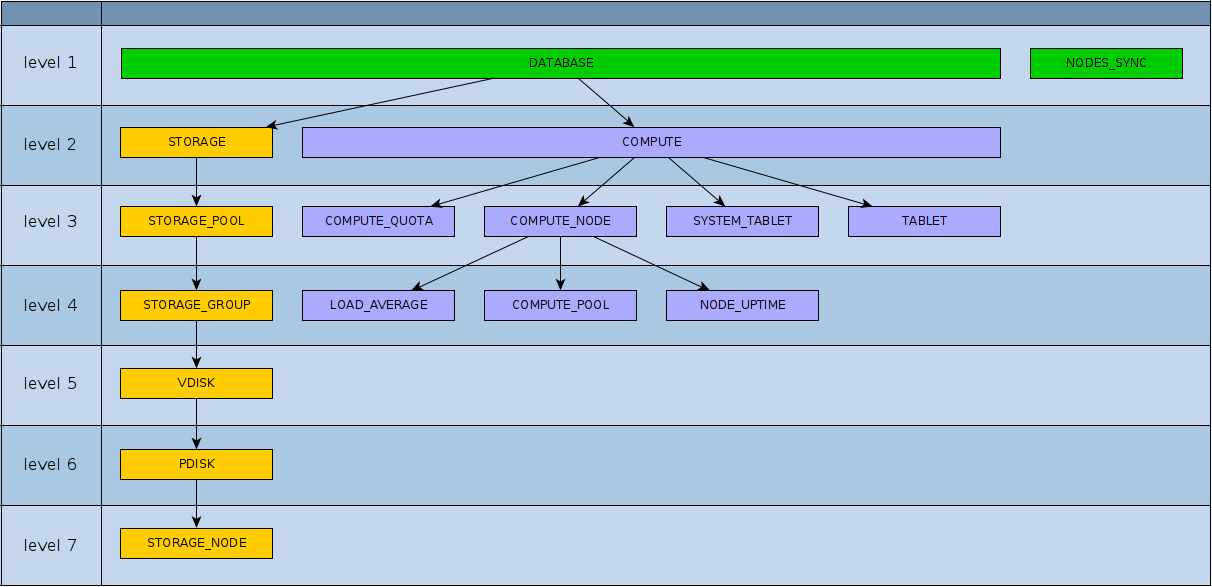 level 1
DATABASE
NODES_SYNC
level 2
STORAGE
COMPUTE
level 3
STORAGE_POOL
COMPUTE_QUOTA
COMPUTE_NODE
SYSTEM_TABLET
TABLET
level 4
STORAGE_GROUP
LOAD_AVERAGE
COMPUTE_POOL
NODE_UPTIME
level 5
VDISK
level 6
PDISK
level 7
STORAGE_NODE